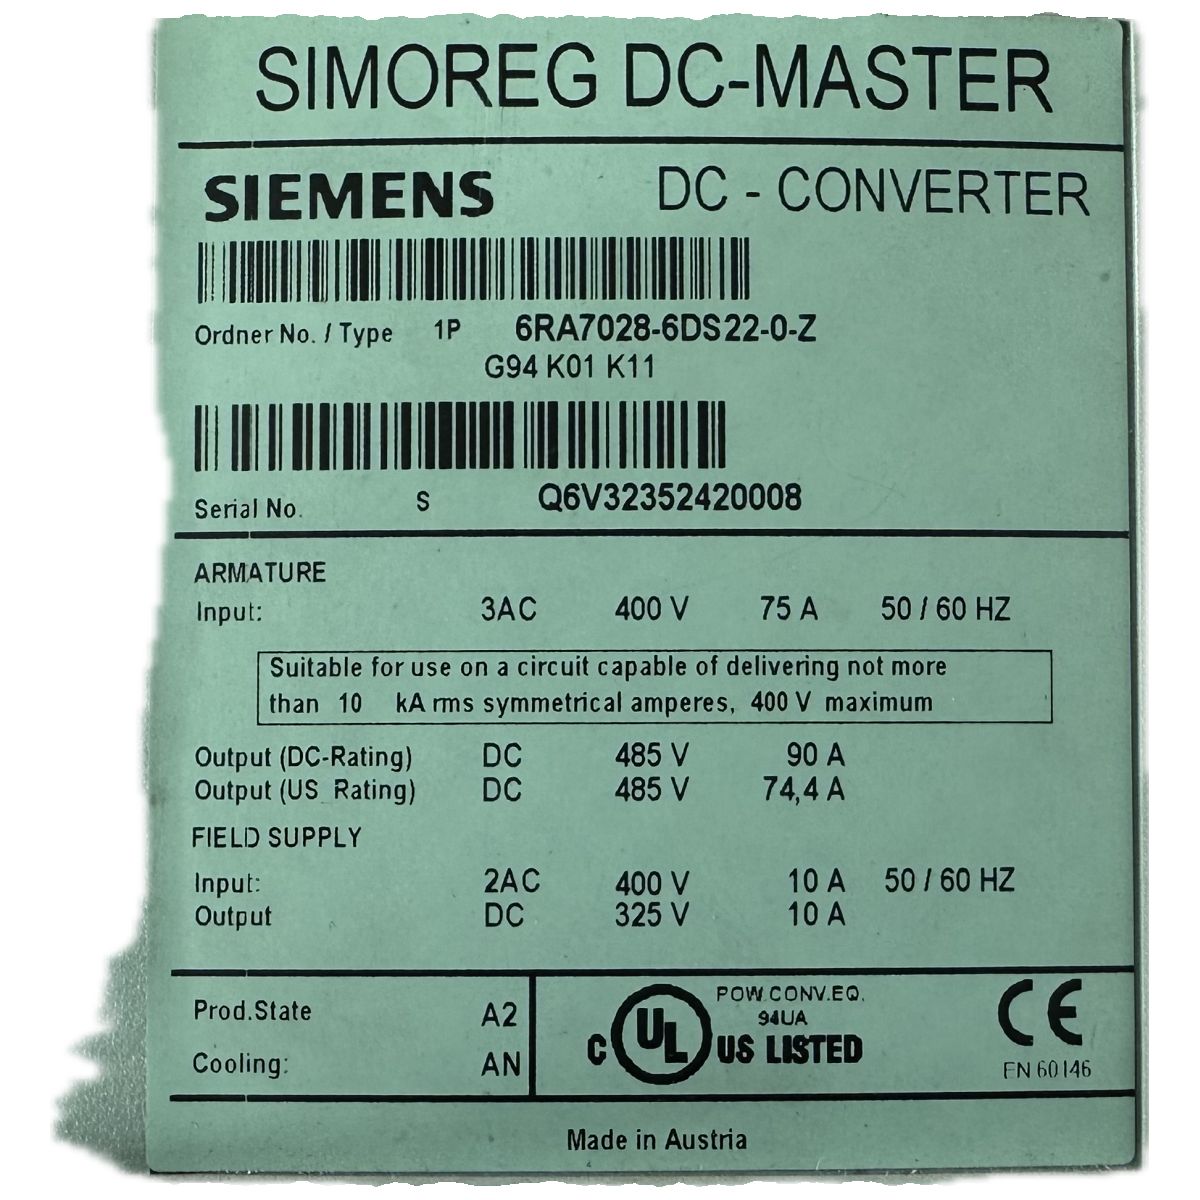 SIMOREG DC-MASTER
SIEMENS DC - CONVERTER
Ordner No. / Type 1P 6RA7028-6DS22-0-Z
G94 K01 K11
Serial No. S Q6V32352420008
ARMATURE
Input: 3AC 400 V 75 A 50 / 60 HZ
Suitable for use on a circuit capable of delivering not more
than 10 kA rms symmetrical amperes, 400 V maximum
Output (DC-Rating) DC 485 V 90 A
Output (US Rating) DC 485 V 74,4 A
FIELD SUPPLY
Input: 2AC 400 V 10 A 50 / 60 HZ
Output DC 325 V 10 A
Prod.State A2
Cooling: AN
POW.CONV.EQ.
94UA
C UL US LISTED
CE
EN 60146
Made in Austria